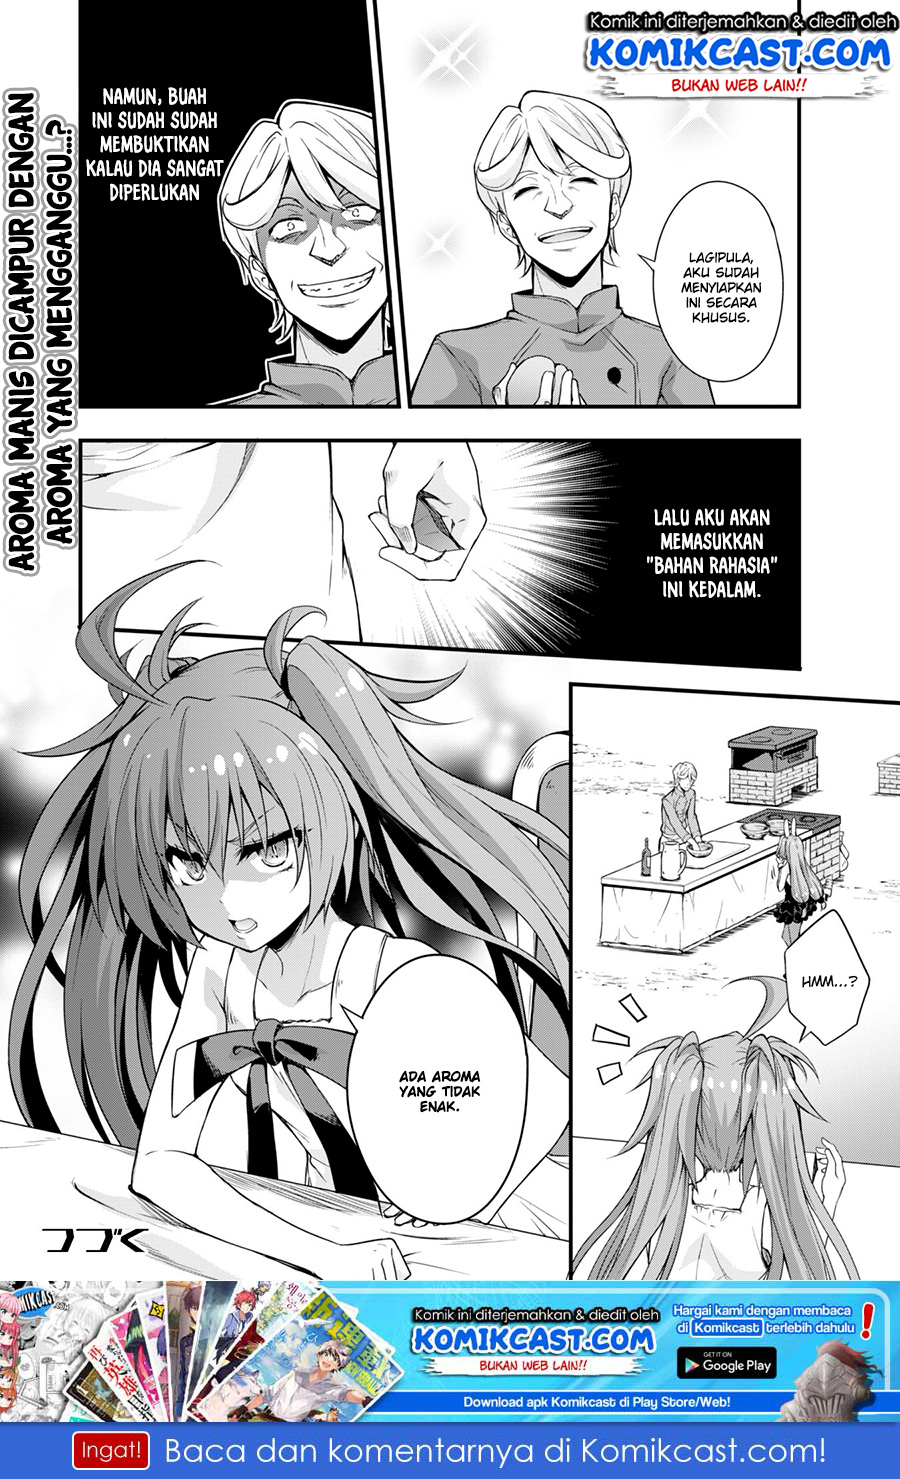 Komik ini diterjemahkan & diedit oleh
KOMIKCAST.COM
BUKAN WEB LAIN!!
LAGIPULA,
AKU SUDAH
MENYIAPKAN
INI SECARA
KHUSUS.
NAMUN, BUAH
INI SUDAH SUDAH
MEMBUKTIKAN
KALAU DIA SANGAT
DIPERLUKAN
AROMA MANIS DICAMPUR DENGAN
AROMA YANG MENGGANGGU...?
LALU AKU AKAN
MEMASUKKAN
"BAHAN RAHASIA"
INI KEDALAM.
HMM...?
ADA AROMA
YANG TIDAK
ENAK.
つづく
Komik ini diterjemahkan & diedit oleh
KOMIKCAST.COM
BUKAN WEB LAIN!!
Hargai kami dengan membaca
di Komikcast terlebih dahulu !
GET IT ON
Google Play
Download apk Komikcast di Play Store/Web!
Ingat! Baca dan komentarnya di Komikcast.com!